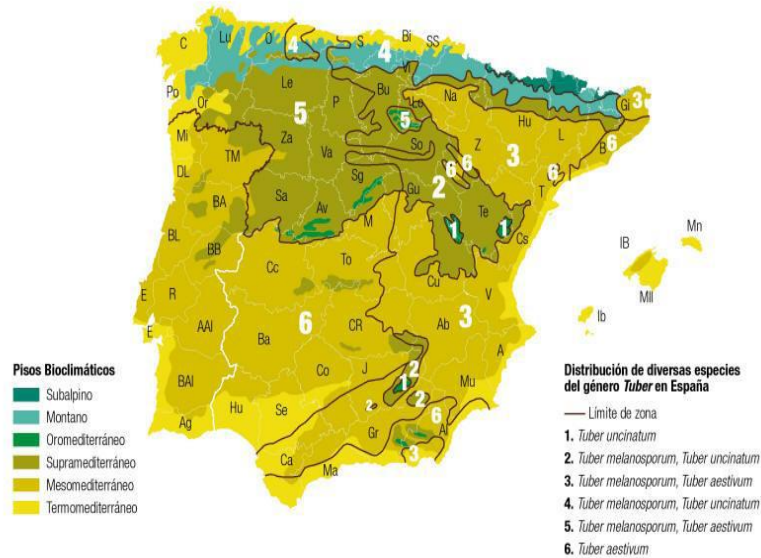 C
Lu
O
4
S
Bi
SS
4
Po
Or
Le
P
Bu
Lo
Na
Gi
3
5
5
Hu
L
B
6
Mi
Za
Va
So
Z
3
TM
DL
6
6
6
T
Sg
Gu
2
Sa
Av
M
Te
BA
1
1
Cs
Mn
BL
BB
Cc
To
Cu
IB
Mll
V
E
R
Ib
E
AAl
6
CR
3
Ab
Ba
A
Co
J
2
BAl
1
Mu
Hu
Se
2
2
6
Ag
Gr
Al
Ca
Ma
3
Pisos Bioclimáticos
Subalpino
Montano
Oromediterráneo
Supramediterráneo
Mesomediterráneo
Termomediterráneo
Distribución de diversas especies
del género Tuber en España
Límite de zona
1. Tuber uncinatum
2. Tuber melanosporum, Tuber uncinatum
3. Tuber melanosporum, Tuber aestivum
4. Tuber melanosporum, Tuber uncinatum
5. Tuber melanosporum, Tuber aestivum
6. Tuber aestivum